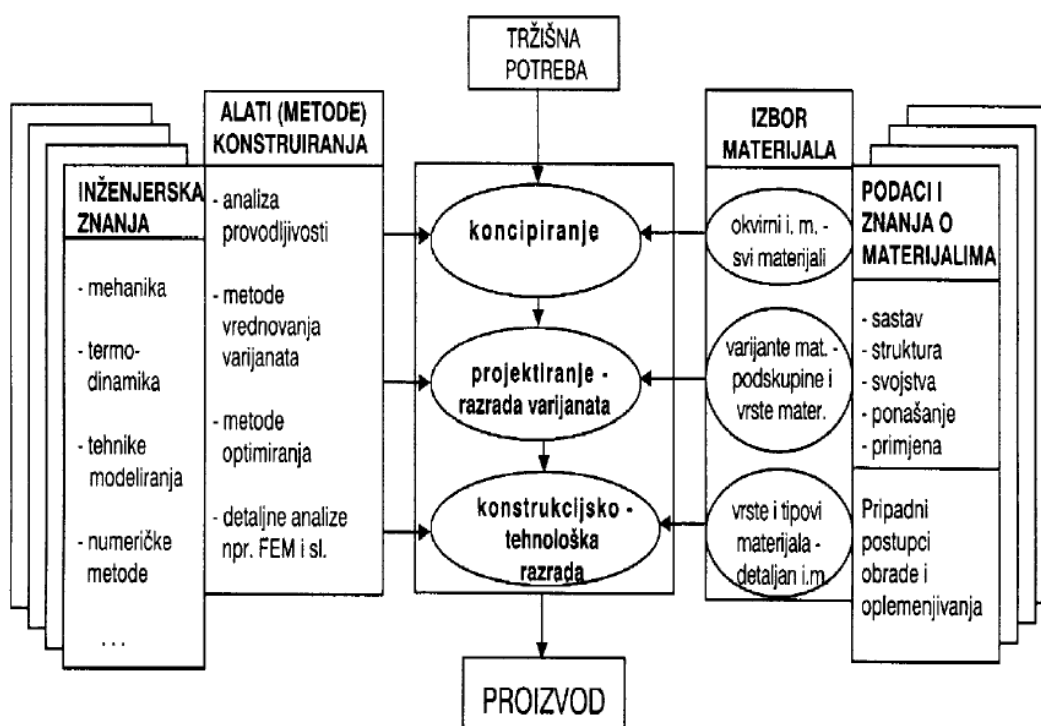 TRŽIŠNA
POTREBA
ALATI (METODE)
KONSTRUIRANJA
- analiza
provodljivosti
- metode
vrednovanja
varijanata
- metode
optimiranja
- detaljne analize
npr. FEM i sl.
INŽENJERSKA
ZNANJA
- mehanika
- termo-
dinamika
- tehnike
modeliranja
- numeričke
metode
...
koncipiranje
projektiranje -
razrada varijanata
konstrukcijsko -
tehnološka
razrada
PROIZVOD
IZBOR
MATERIJALA
okvirni i. m. -
svi materijali
varijante mat. -
podskupine i
vrste mater.
vrste i tipovi
materijala -
detaljan i.m.
PODACI I
ZNANJA O
MATERIJALIMA
- sastav
- struktura
- svojstva
- ponašanje
- primjena
Pripadni
postupci
obrade i
oplemenjivanja